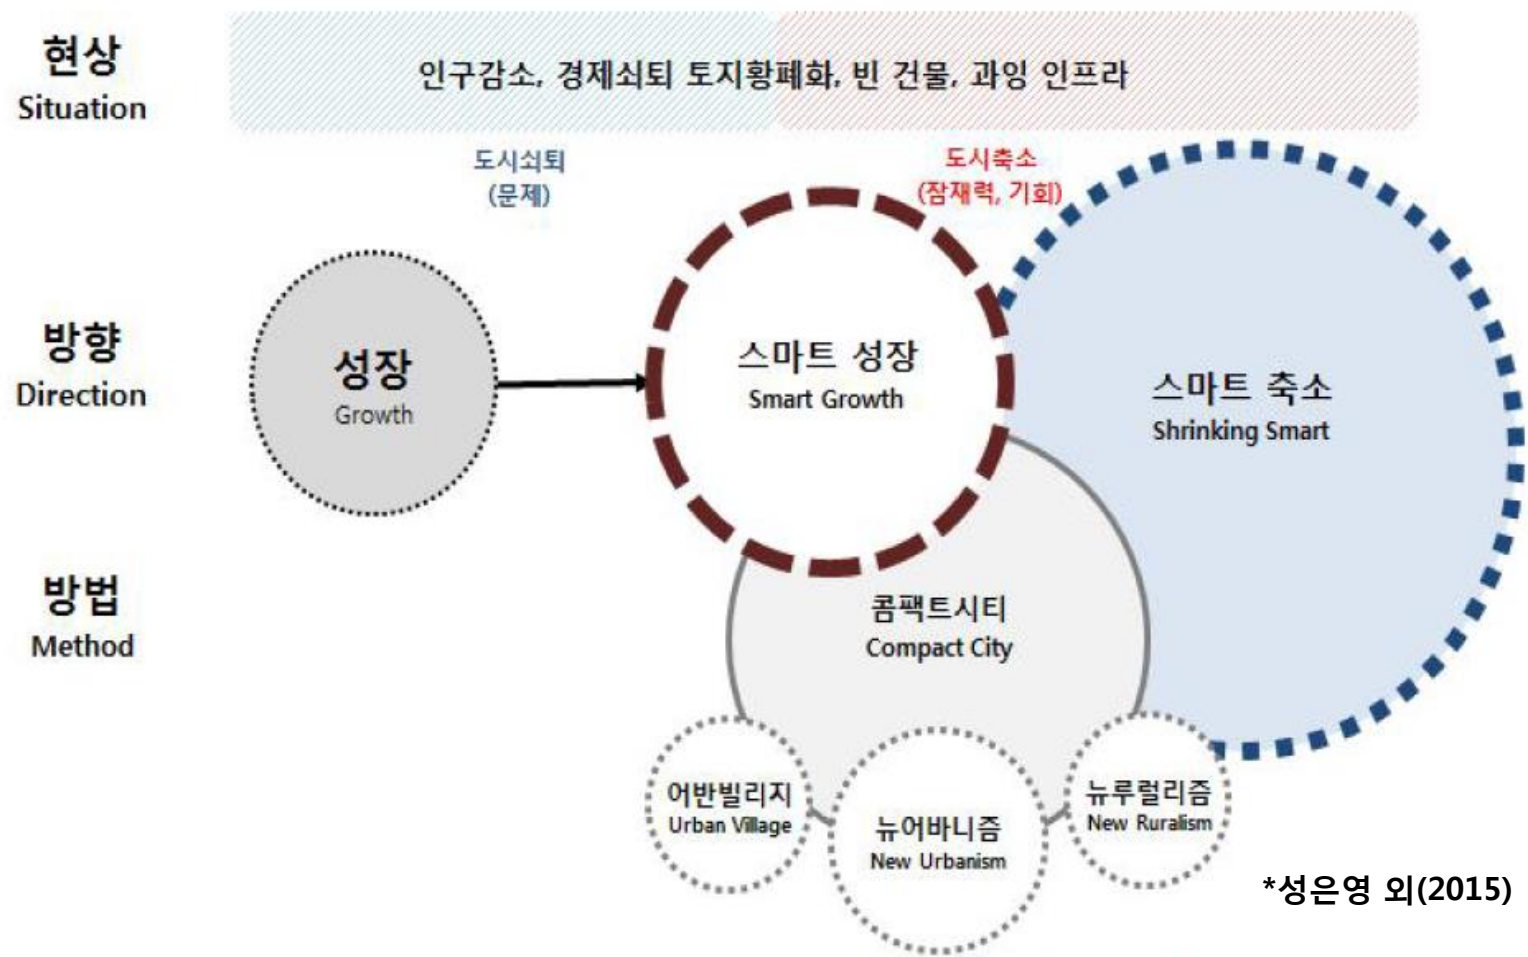 현상
Situation
인구감소, 경제쇠퇴 토지황폐화, 빈 건물, 과잉 인프라
도시쇠퇴
(문제)
도시축소
(잠재력, 기회)
방향
Direction
성장
Growth
스마트 성장
Smart Growth
스마트 축소
Shrinking Smart
방법
Method
콤팩트시티
Compact City
어반빌리지
Urban Village
뉴어바니즘
New Urbanism
뉴루럴리즘
New Ruralism
*성은영 외(2015)